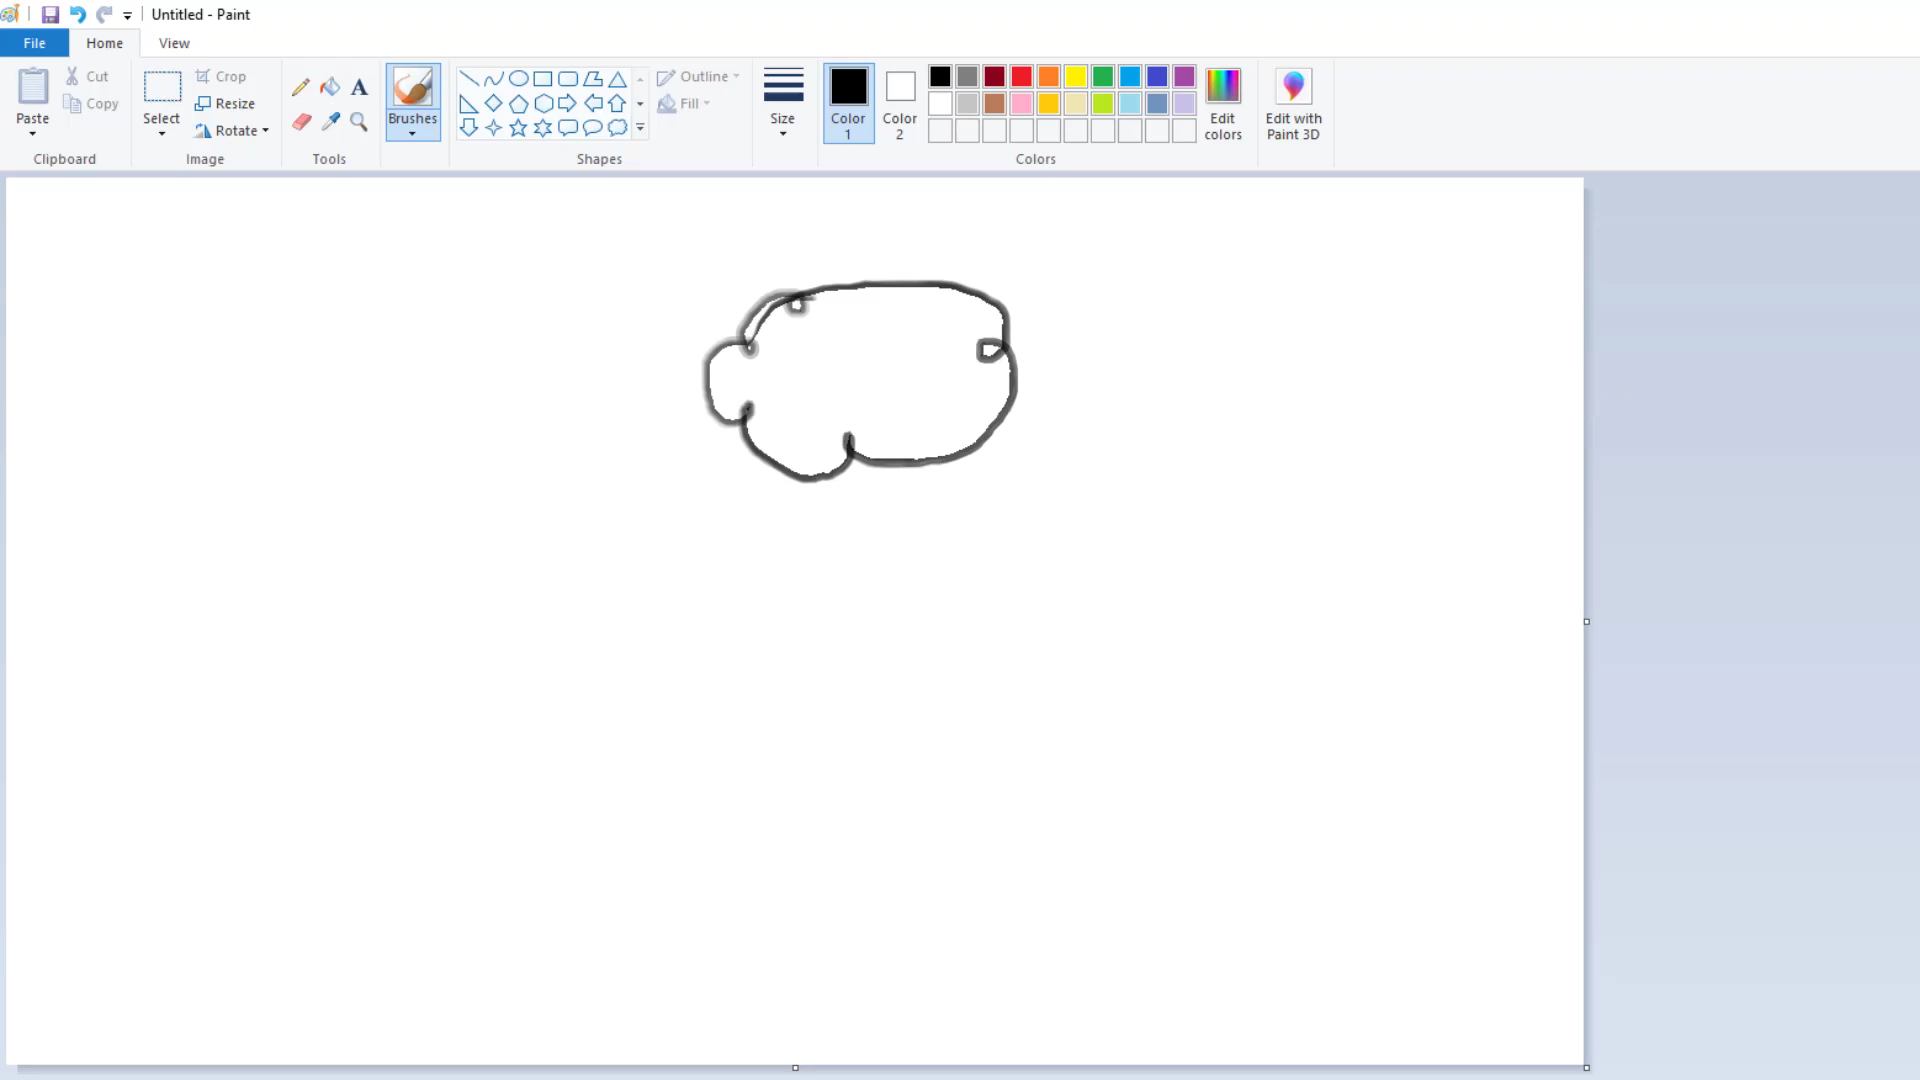 Untitled - Paint
File Home View
Paste Cut Copy Clipboard
Select Crop Resize Rotate Image
A Tools
Brushes
Shapes Outline Fill
Size
Color 1 Color 2
Colors
Edit colors
Edit with Paint 3D